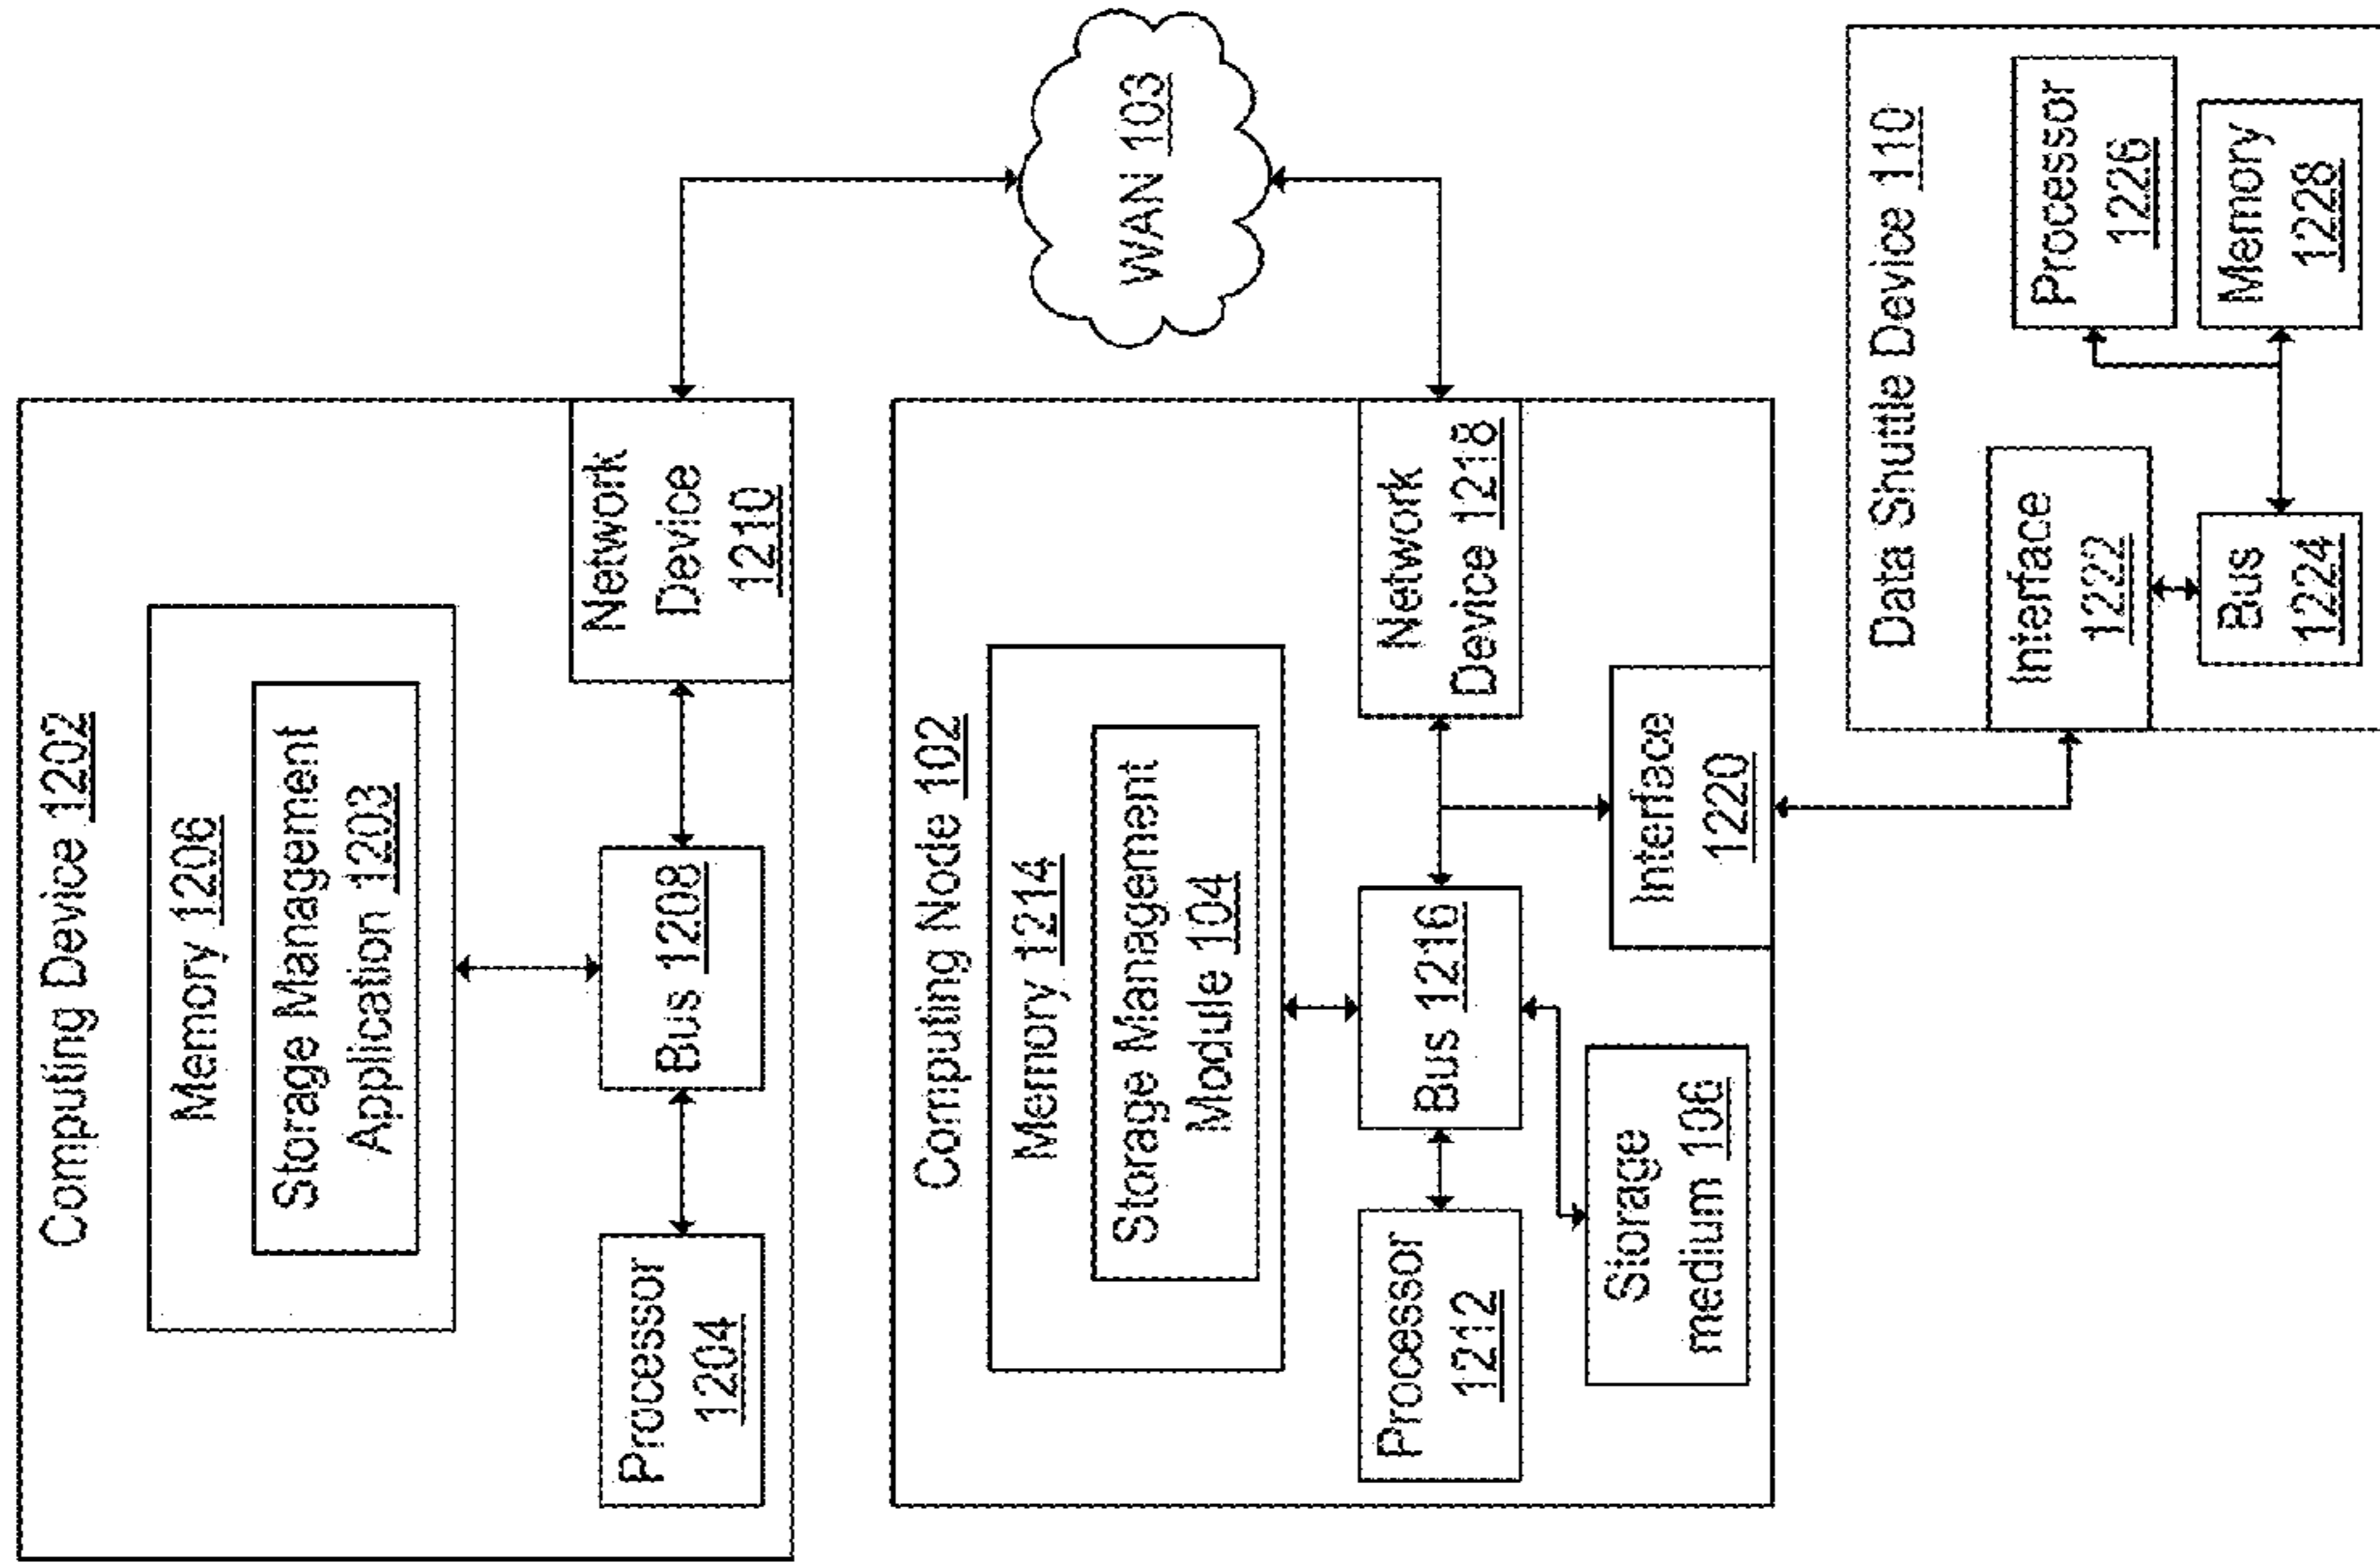 Computing Device 1202
Memory 1206
Storage Management
Application 1203
Processor
1204
Bus 1208
Network
Device
1210
WAN 103
Computing Node 102
Memory 1214
Storage Management
Module 104
Processor
1212
Bus 1216
Network
Device 1218
Storage
medium 106
Interface
1220
Data Shuttle Device 110
Interface
1222
Processor
1226
Bus
1224
Memory
1228